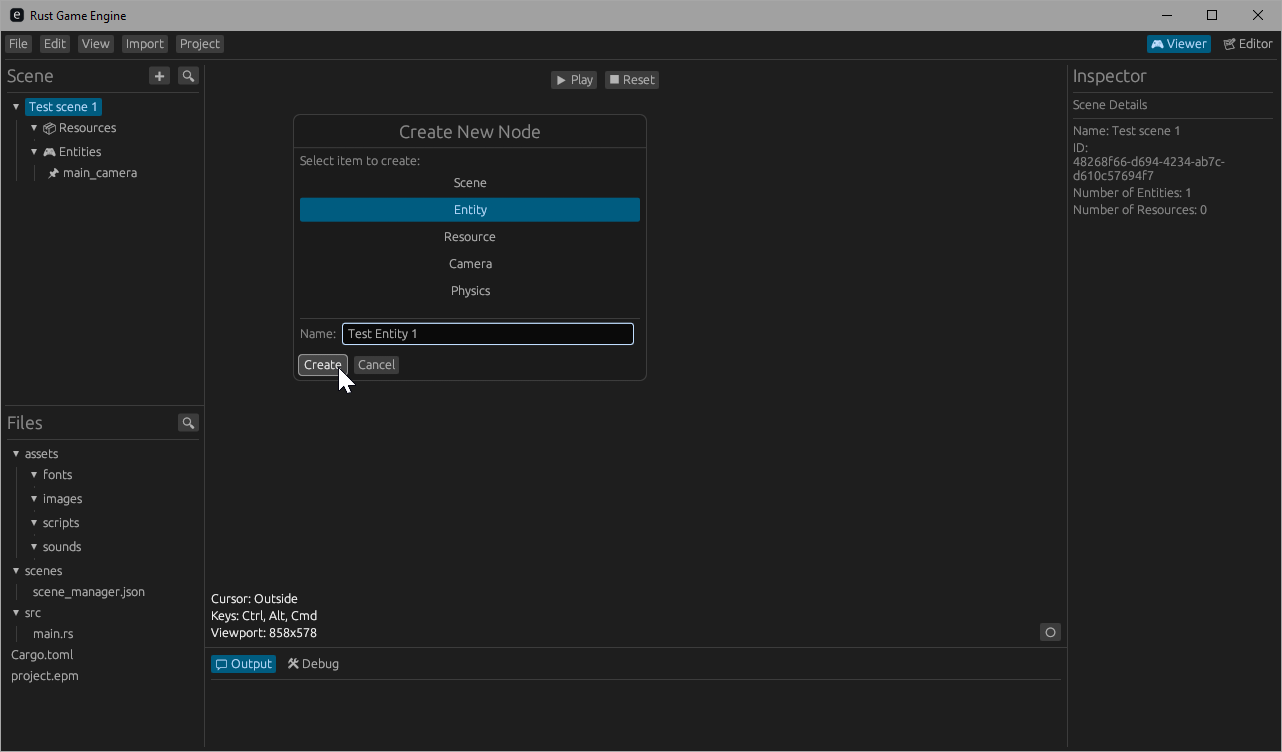 Rust Game Engine
File Edit View Import Project
Viewer Editor
Scene
Test scene 1
Resources
Entities
main_camera
Files
assets
fonts
images
scripts
sounds
scenes
scene_manager.json
src
main.rs
Cargo.toml
project.epm
Play Reset
Create New Node
Select item to create:
Scene
Entity
Resource
Camera
Physics
Name: Test Entity 1
Create Cancel
Cursor: Outside
Keys: Ctrl, Alt, Cmd
Viewport: 858x578
Output Debug
Inspector
Scene Details
Name: Test scene 1
ID:
48268f66-d694-4234-ab7c-
d610c57694f7
Number of Entities: 1
Number of Resources: 0